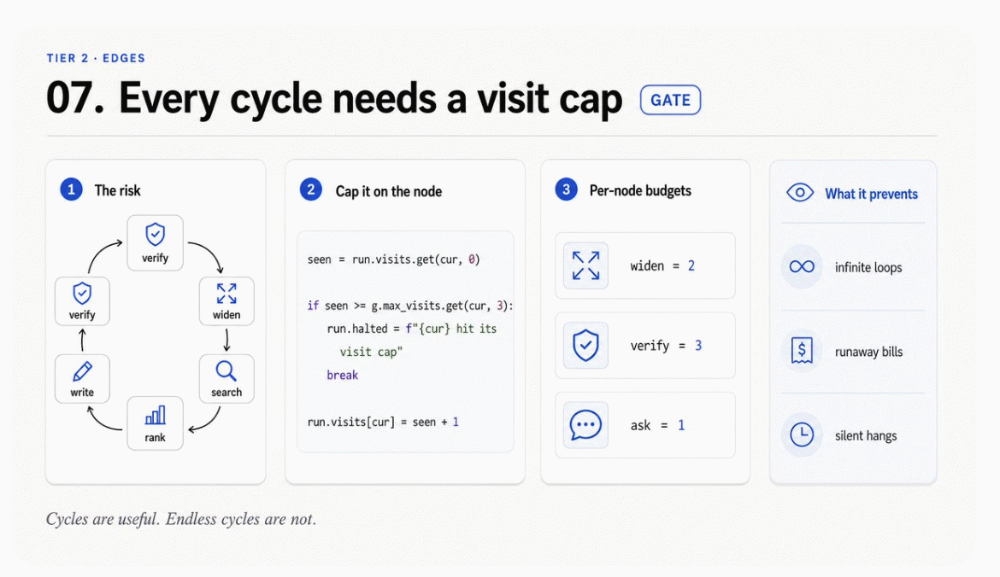 TIER 2 · EDGES
07. Every cycle needs a visit cap
GATE
1 The risk
verify
widen
search
rank
write
verify
2 Cap it on the node
seen = run.visits.get(cur, 0)
if seen >= g.max_visits.get(cur, 3):
run.halted = f"{cur} hit its
visit cap"
break
run.visits[cur] = seen + 1
3 Per-node budgets
widen = 2
verify = 3
ask = 1
What it prevents
infinite loops
$
runaway bills
silent hangs
Cycles are useful. Endless cycles are not.